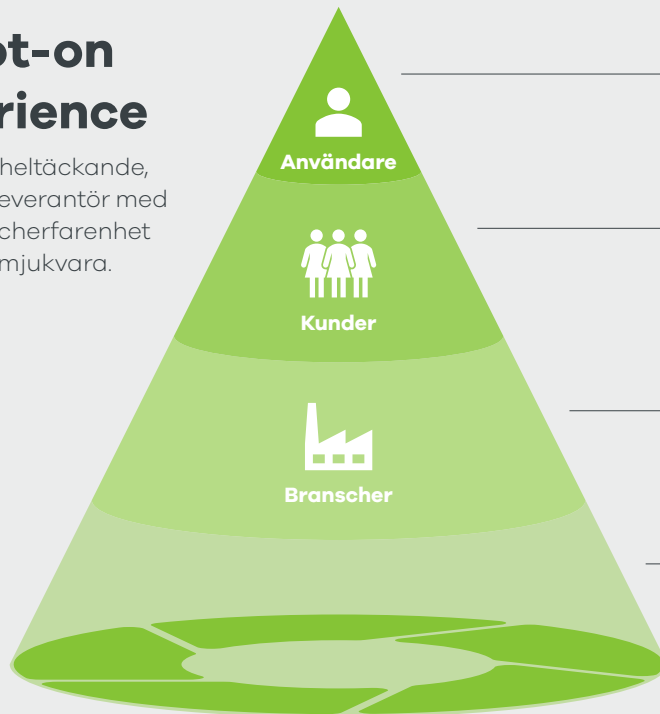 ot-on
rience
heltäckande,
everantör med
cherfarenhet
mjukvara.
Användare
Kunder
Branscher